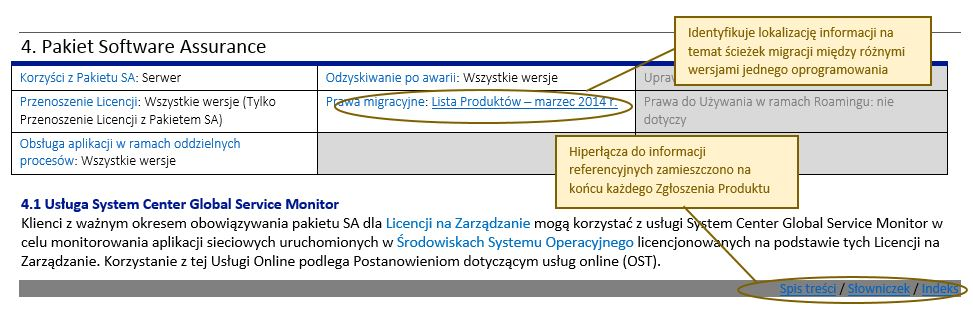 Identyfikuje lokalizację informacji na
temat ścieżek migracji między różnymi
wersjami jednego oprogramowania
4. Pakiet Software Assurance
Korzyści z Pakietu SA: Serwer
Odzyskiwanie po awarii: Wszystkie wersje
Przenoszenie Licencji: Wszystkie wersje (Tylko
Przenoszenie Licencji z Pakietem SA)
Prawa migracyjne: Lista Produktów – marzec 2014 r.
Prawa do Używania w ramach Roamingu: nie
dotyczy
Obsługa aplikacji w ramach oddzielnych
procesów: Wszystkie wersje
Hiperłącza do informacji
referencyjnych zamieszczono na
końcu każdego Zgłoszenia Produktu
4.1 Usługa System Center Global Service Monitor
Klienci z ważnym okresem obowiązywania pakietu SA dla Licencji na Zarządzanie mogą korzystać z usługi System Center Global Service Monitor w
celu monitorowania aplikacji sieciowych uruchomionych w Środowiskach Systemu Operacyjnego licencjonowanych na podstawie tych Licencji na
Zarządzanie. Korzystanie z tej Usługi Online podlega Postanowieniom dotyczącym usług online (OST).
Spis treści / Słowniczek / Indeks